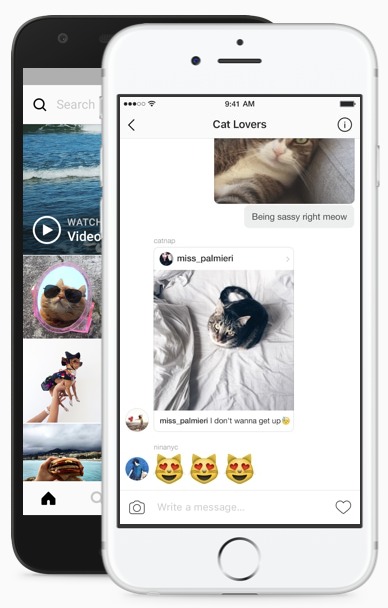 Search
WATCH
Video
9:41 AM
Cat Lovers
Being sassy right meow
catnap
miss_palmieri
miss_palmieri I don't wanna get up
ninanyc
Write a message...